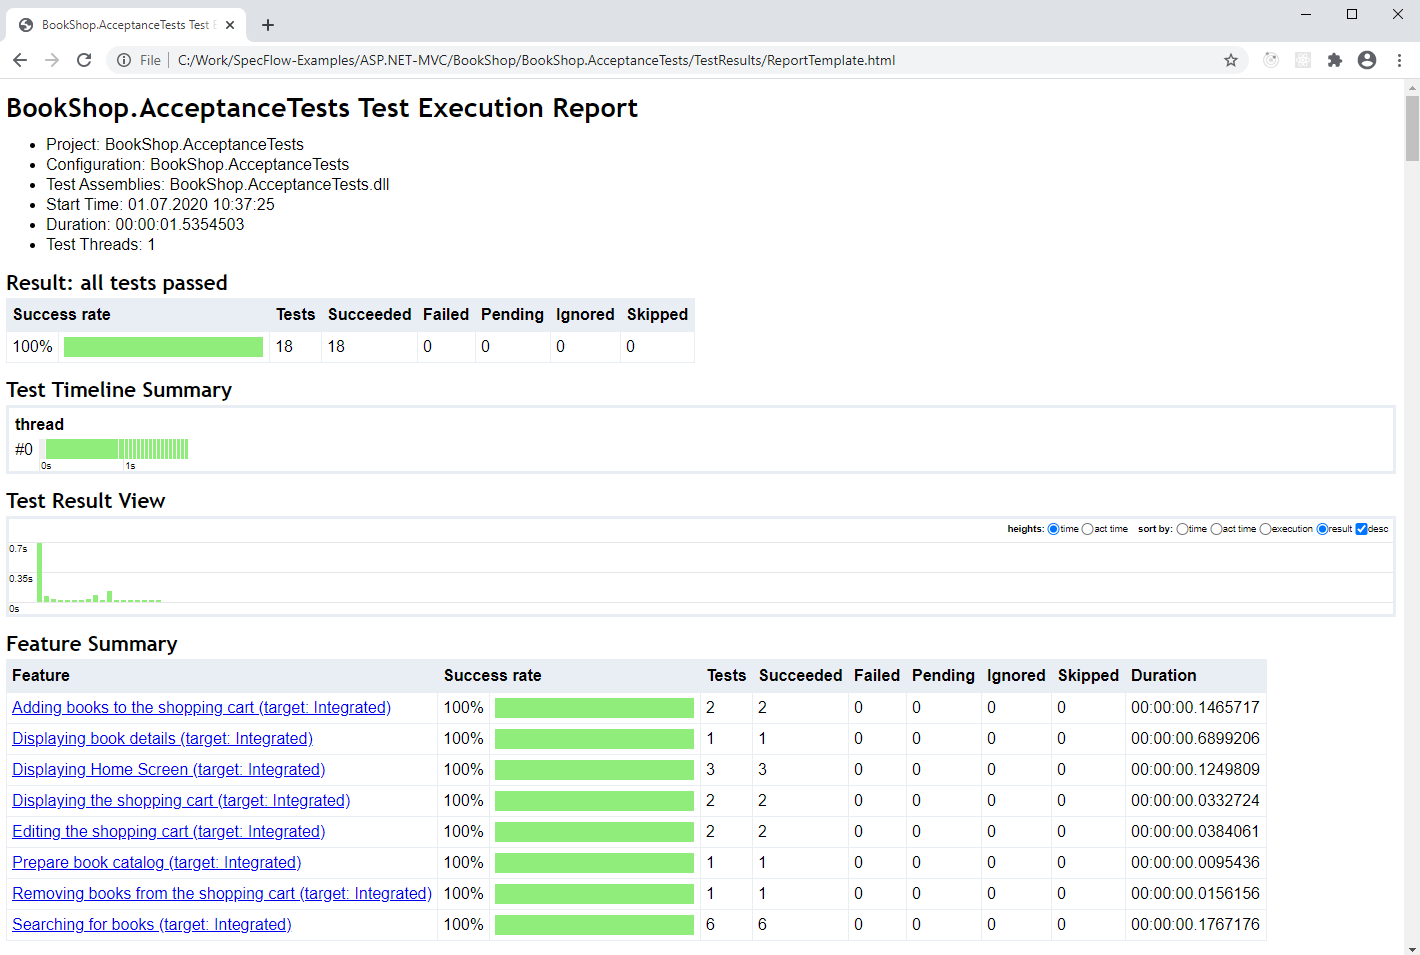 BookShop.AcceptanceTests Test E
File C:/Work/SpecFlow-Examples/ASP.NET-MVC/BookShop/BookShop.AcceptanceTests/TestResults/ReportTemplate.html
BookShop.AcceptanceTests Test Execution Report
• Project: BookShop.AcceptanceTests
• Configuration: BookShop.AcceptanceTests
• Test Assemblies: BookShop.AcceptanceTests.dll
• Start Time: 01.07.2020 10:37:25
• Duration: 00:00:01.5354503
• Test Threads: 1
Result: all tests passed
Success rate Tests Succeeded Failed Pending Ignored Skipped
100% 18 18 0 0 0 0
Test Timeline Summary
thread
#0
0s 1s
Test Result View
heights: time act time sort by: time act time execution result desc
0.7s
0.35s
0s
Feature Summary
Feature Success rate Tests Succeeded Failed Pending Ignored Skipped Duration
Adding books to the shopping cart (target: Integrated) 100% 2 2 0 0 0 0 00:00:00.1465717
Displaying book details (target: Integrated) 100% 1 1 0 0 0 0 00:00:00.6899206
Displaying Home Screen (target: Integrated) 100% 3 3 0 0 0 0 00:00:00.1249809
Displaying the shopping cart (target: Integrated) 100% 2 2 0 0 0 0 00:00:00.0332724
Editing the shopping cart (target: Integrated) 100% 2 2 0 0 0 0 00:00:00.0384061
Prepare book catalog (target: Integrated) 100% 1 1 0 0 0 0 00:00:00.0095436
Removing books from the shopping cart (target: Integrated) 100% 1 1 0 0 0 0 00:00:00.0156156
Searching for books (target: Integrated) 100% 6 6 0 0 0 0 00:00:00.1767176